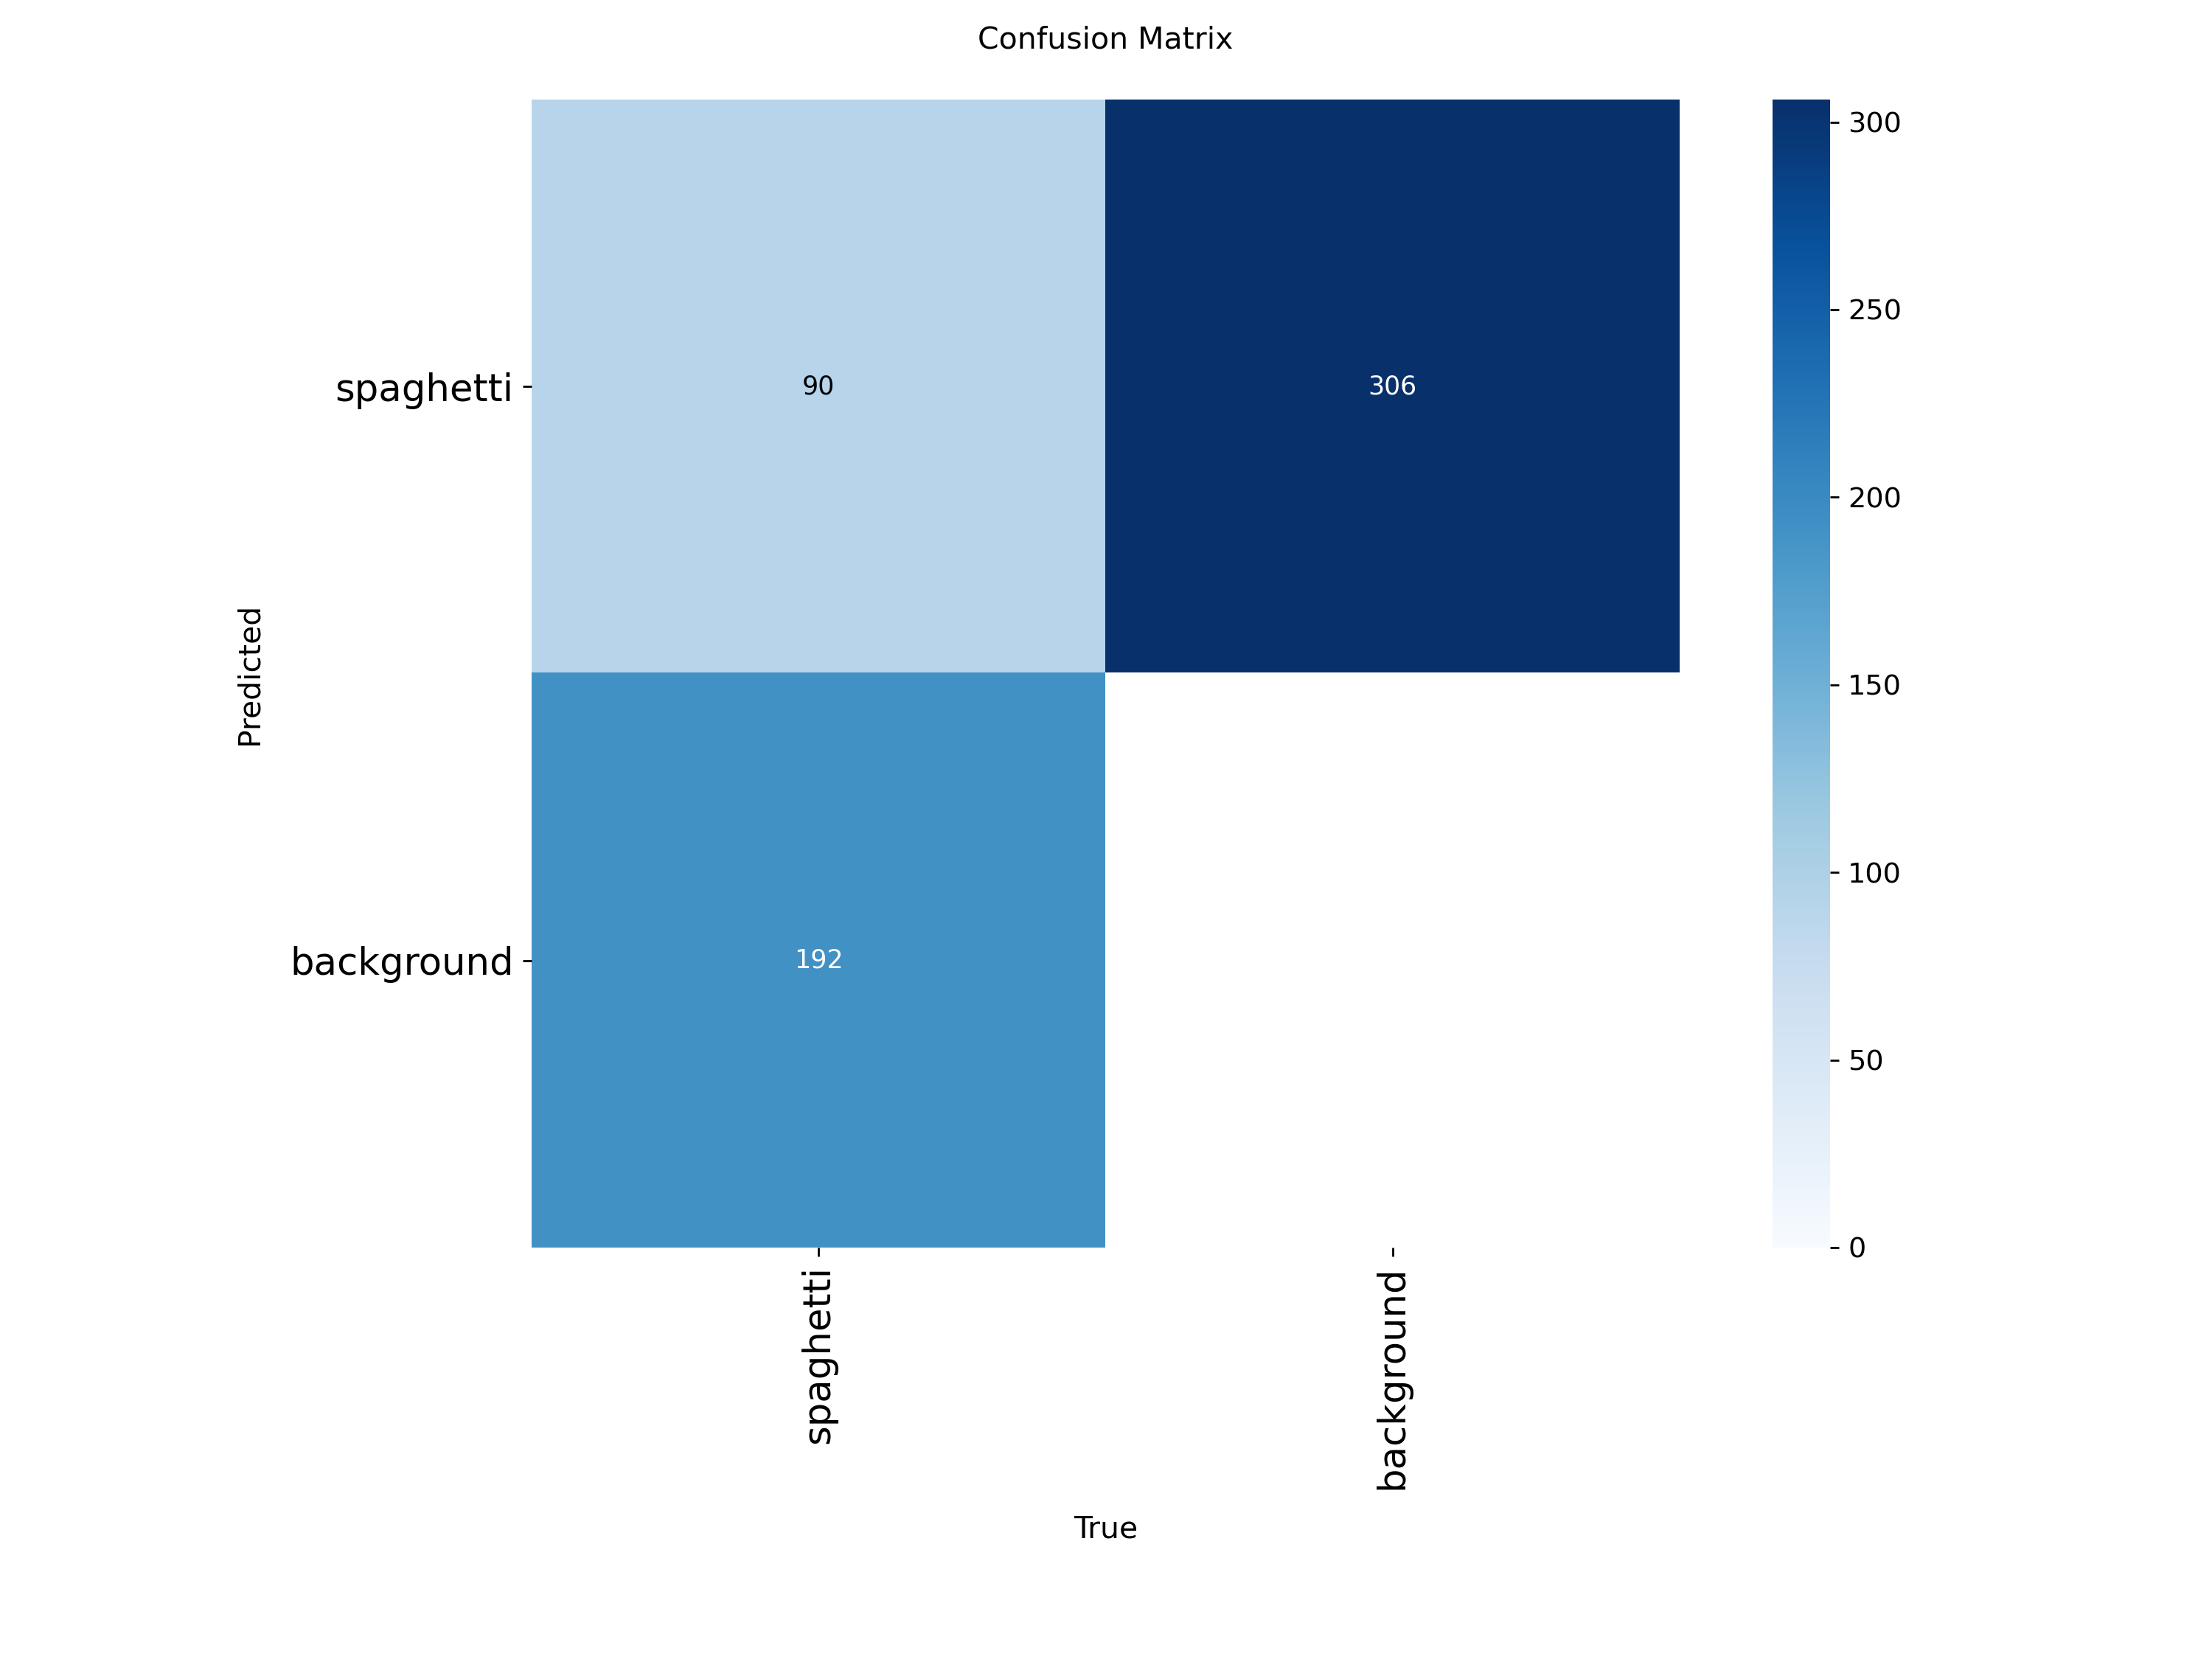 Confusion Matrix
spaghetti
90
306
300
250
200
150
100
50
0
Predicted
background
192
spaghetti
background
True